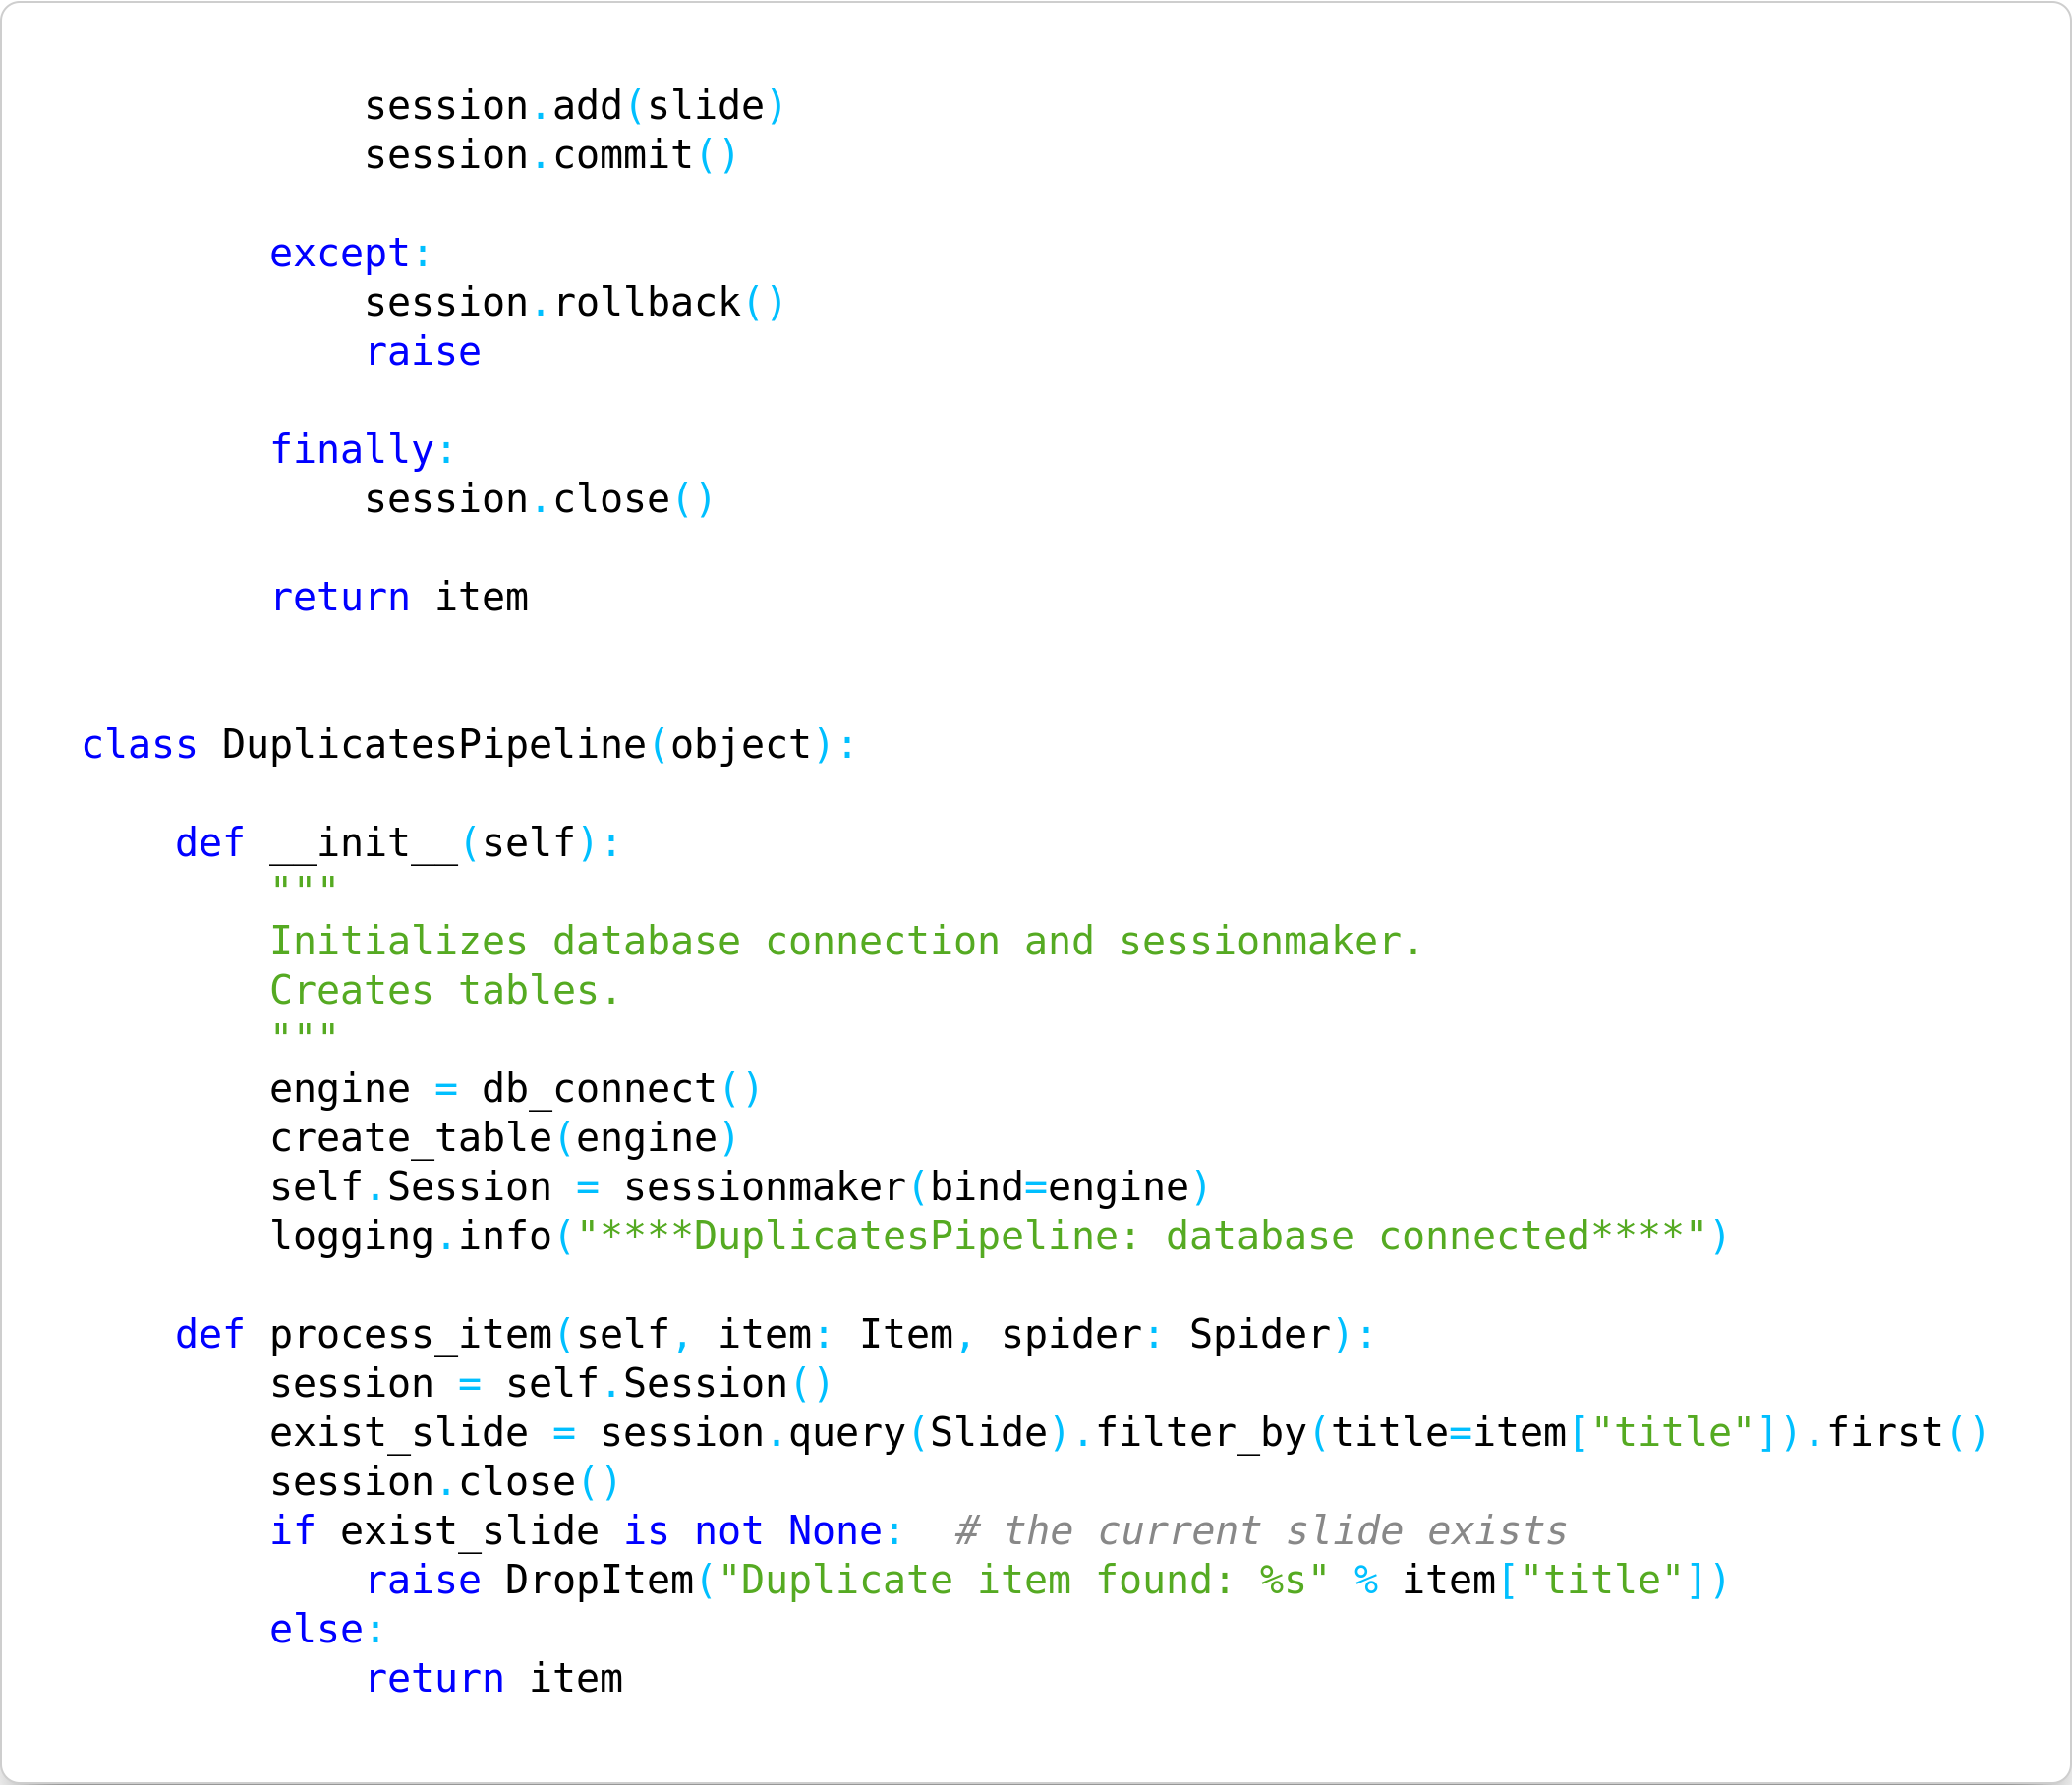 session.add(slide)
            session.commit()

        except:
            session.rollback()
            raise

        finally:
            session.close()

        return item


class DuplicatesPipeline(object):

    def __init__(self):
        """
        Initializes database connection and sessionmaker.
        Creates tables.
        """
        engine = db_connect()
        create_table(engine)
        self.Session = sessionmaker(bind=engine)
        logging.info("****DuplicatesPipeline: database connected****")

    def process_item(self, item: Item, spider: Spider):
        session = self.Session()
        exist_slide = session.query(Slide).filter_by(title=item["title"]).first()
        session.close()
        if exist_slide is not None:  # the current slide exists
            raise DropItem("Duplicate item found: %s" % item["title"])
        else:
            return item